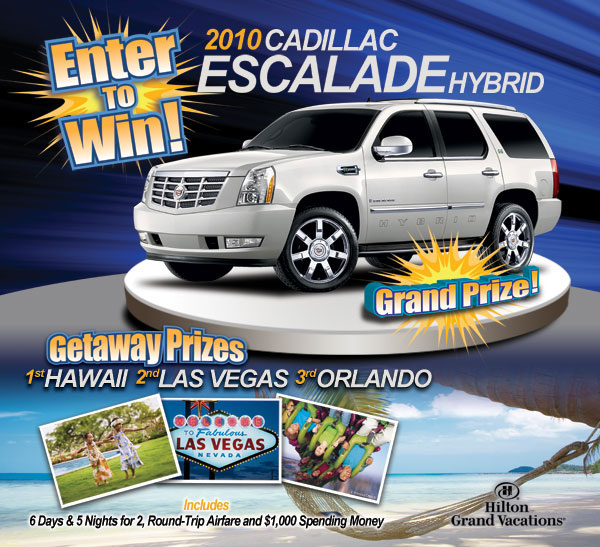 Enter
TO
Win!
2010 CADILLAC
ESCALADE HYBRID
HYBRID
Grand Prize!
Getaway Prizes
1st HAWAII 2nd LAS VEGAS 3rd ORLANDO
WELCOME
TO Fabulous
LAS VEGAS
NEVADA
Includes
6 Days & 5 Nights for 2, Round-Trip Airfare and $1,000 Spending Money
Hilton
Grand Vacations